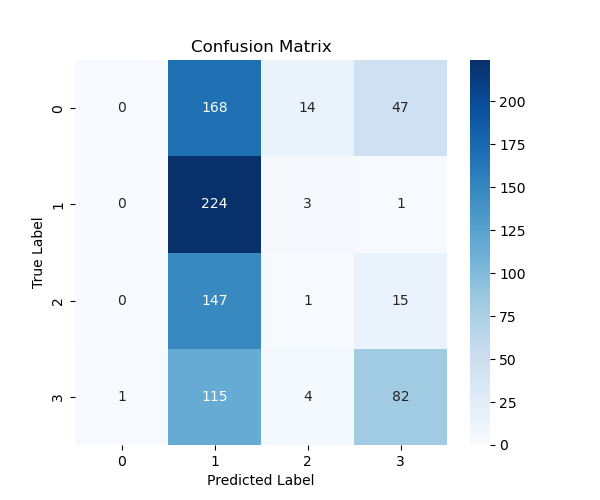 Confusion Matrix
0 0 168 14 47
1 0 224 3 1
2 0 147 1 15
3 1 115 4 82
0 1 2 3
True Label
Predicted Label
200
175
150
125
100
75
50
25
0